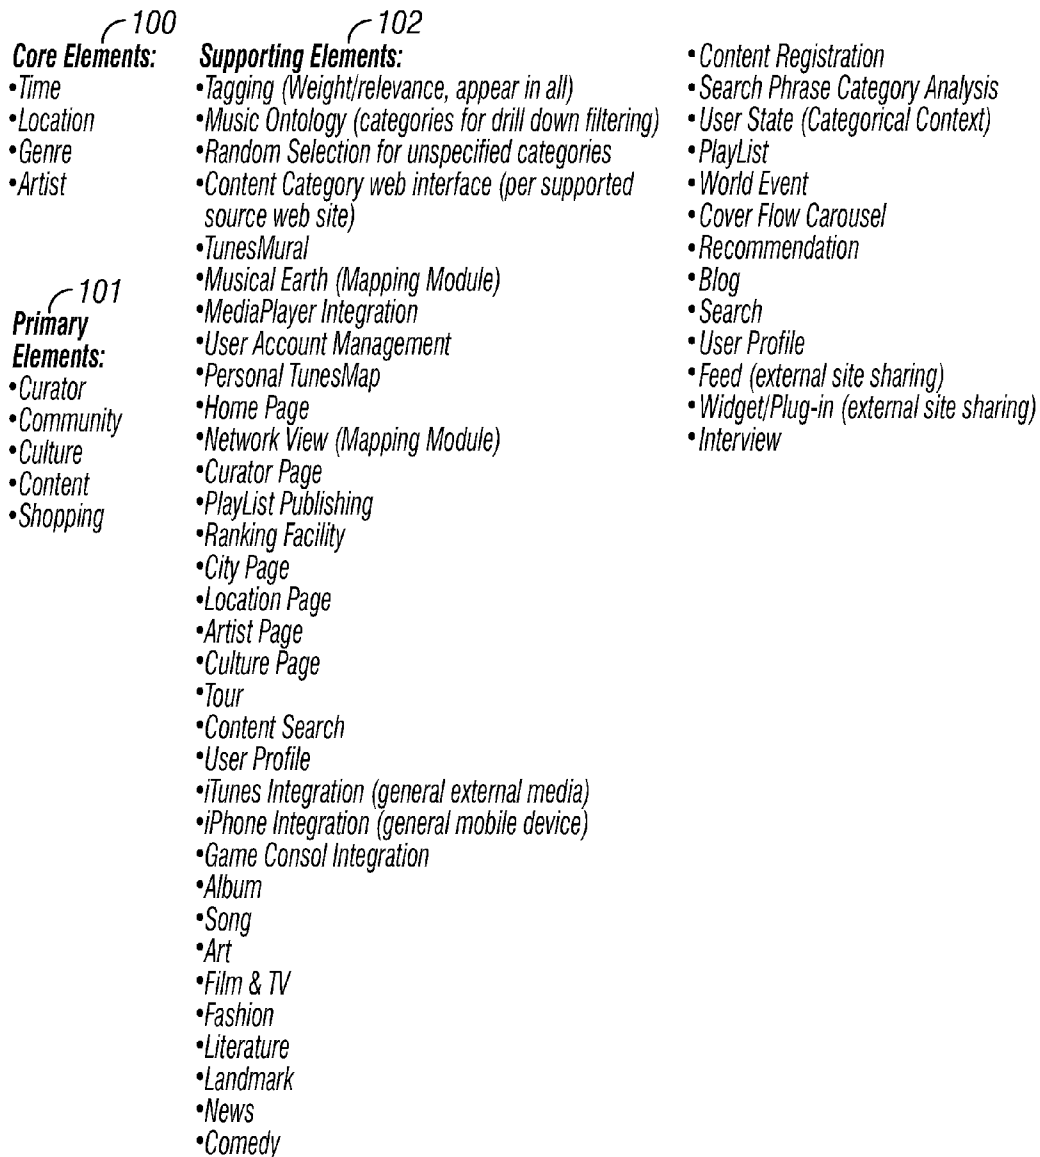 100
Core Elements:
•Time
•Location
•Genre
•Artist
101
Primary
Elements:
•Curator
•Community
•Culture
•Content
•Shopping
102
Supporting Elements:
•Tagging (Weight/relevance, appear in all)
•Music Ontology (categories for drill down filtering)
•Random Selection for unspecified categories
•Content Category web interface (per supported
source web site)
•TunesMural
•Musical Earth (Mapping Module)
•MediaPlayer Integration
•User Account Management
•Personal TunesMap
•Home Page
•Network View (Mapping Module)
•Curator Page
•PlayList Publishing
•Ranking Facility
•City Page
•Location Page
•Artist Page
•Culture Page
•Tour
•Content Search
•User Profile
•iTunes Integration (general external media)
•iPhone Integration (general mobile device)
•Game Consol Integration
•Album
•Song
•Art
•Film & TV
•Fashion
•Literature
•Landmark
•News
•Comedy
•Content Registration
•Search Phrase Category Analysis
•User State (Categorical Context)
•PlayList
•World Event
•Cover Flow Carousel
•Recommendation
•Blog
•Search
•User Profile
•Feed (external site sharing)
•Widget/Plug-in (external site sharing)
•Interview